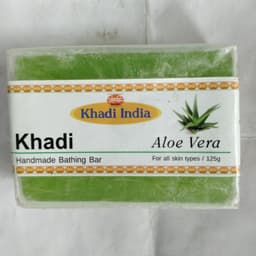 Khadi India
Khadi
Handmade Bathing Bar
Aloe Vera
For all skin types / 125g